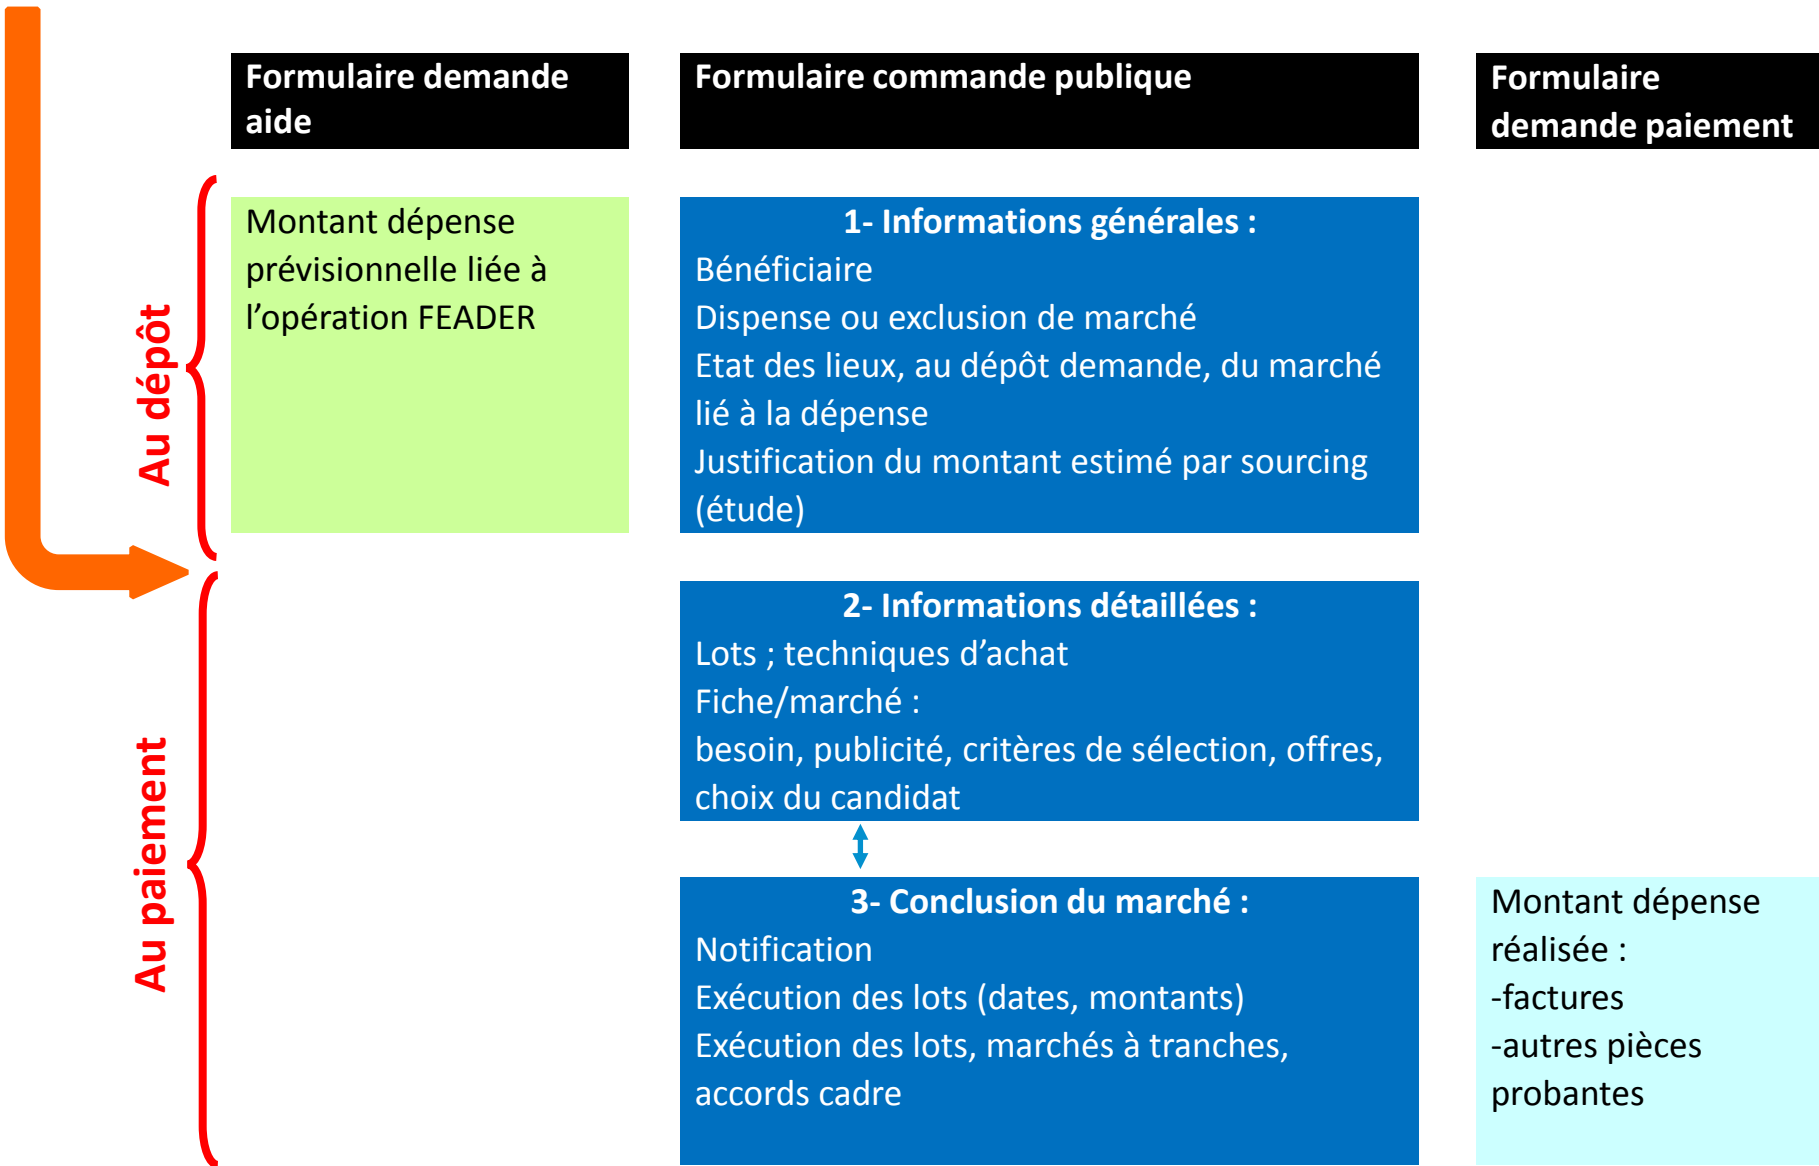 Formulaire demande
aide
Formulaire commande publique
Formulaire
demande paiement
Au dépôt
Montant dépense
prévisionnelle liée à
l’opération FEADER
1- Informations générales :
Bénéficiaire
Dispense ou exclusion de marché
Etat des lieux, au dépôt demande, du marché
lié à la dépense
Justification du montant estimé par sourcing
(étude)
Au paiement
2- Informations détaillées :
Lots ; techniques d’achat
Fiche/marché :
besoin, publicité, critères de sélection, offres,
choix du candidat
3- Conclusion du marché :
Notification
Exécution des lots (dates, montants)
Exécution des lots, marchés à tranches,
accords cadre
Montant dépense
réalisée :
-factures
-autres pièces
probantes